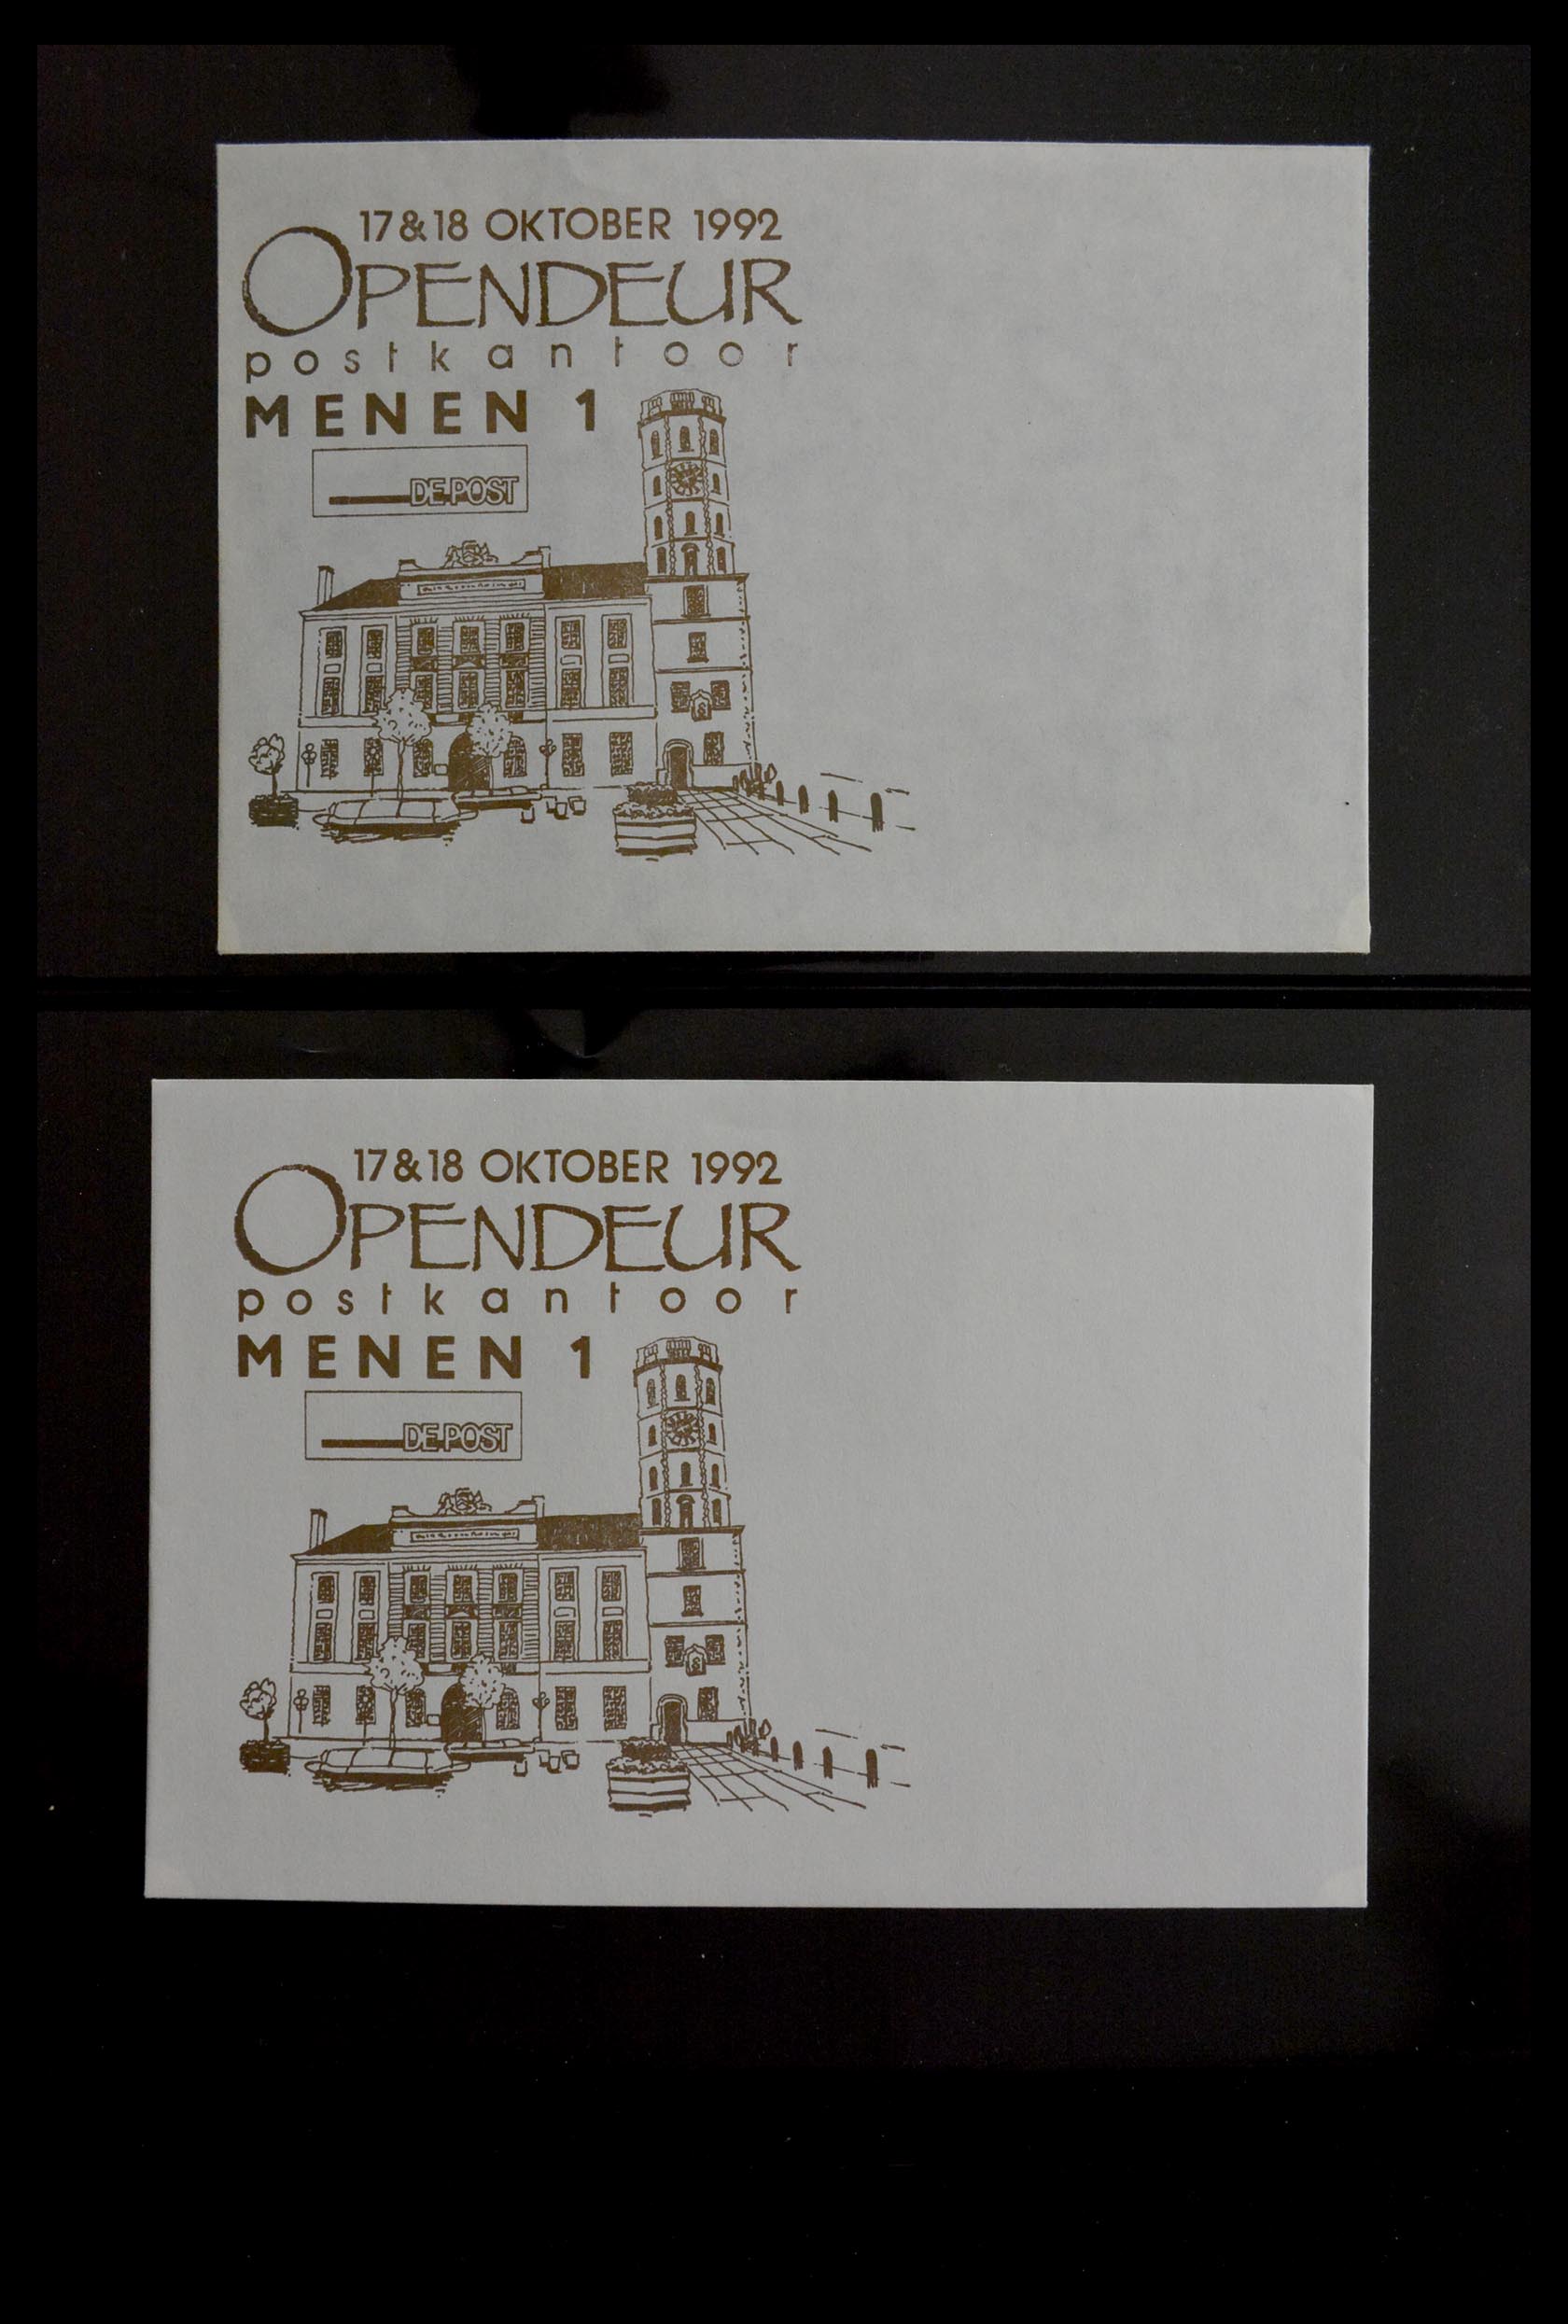 17 & 18 OKTOBER 1992
OPENDEUR
postkantoor
MENEN 1
DE POST
17 & 18 OKTOBER 1992
OPENDEUR
postkantoor
MENEN 1
DE POST